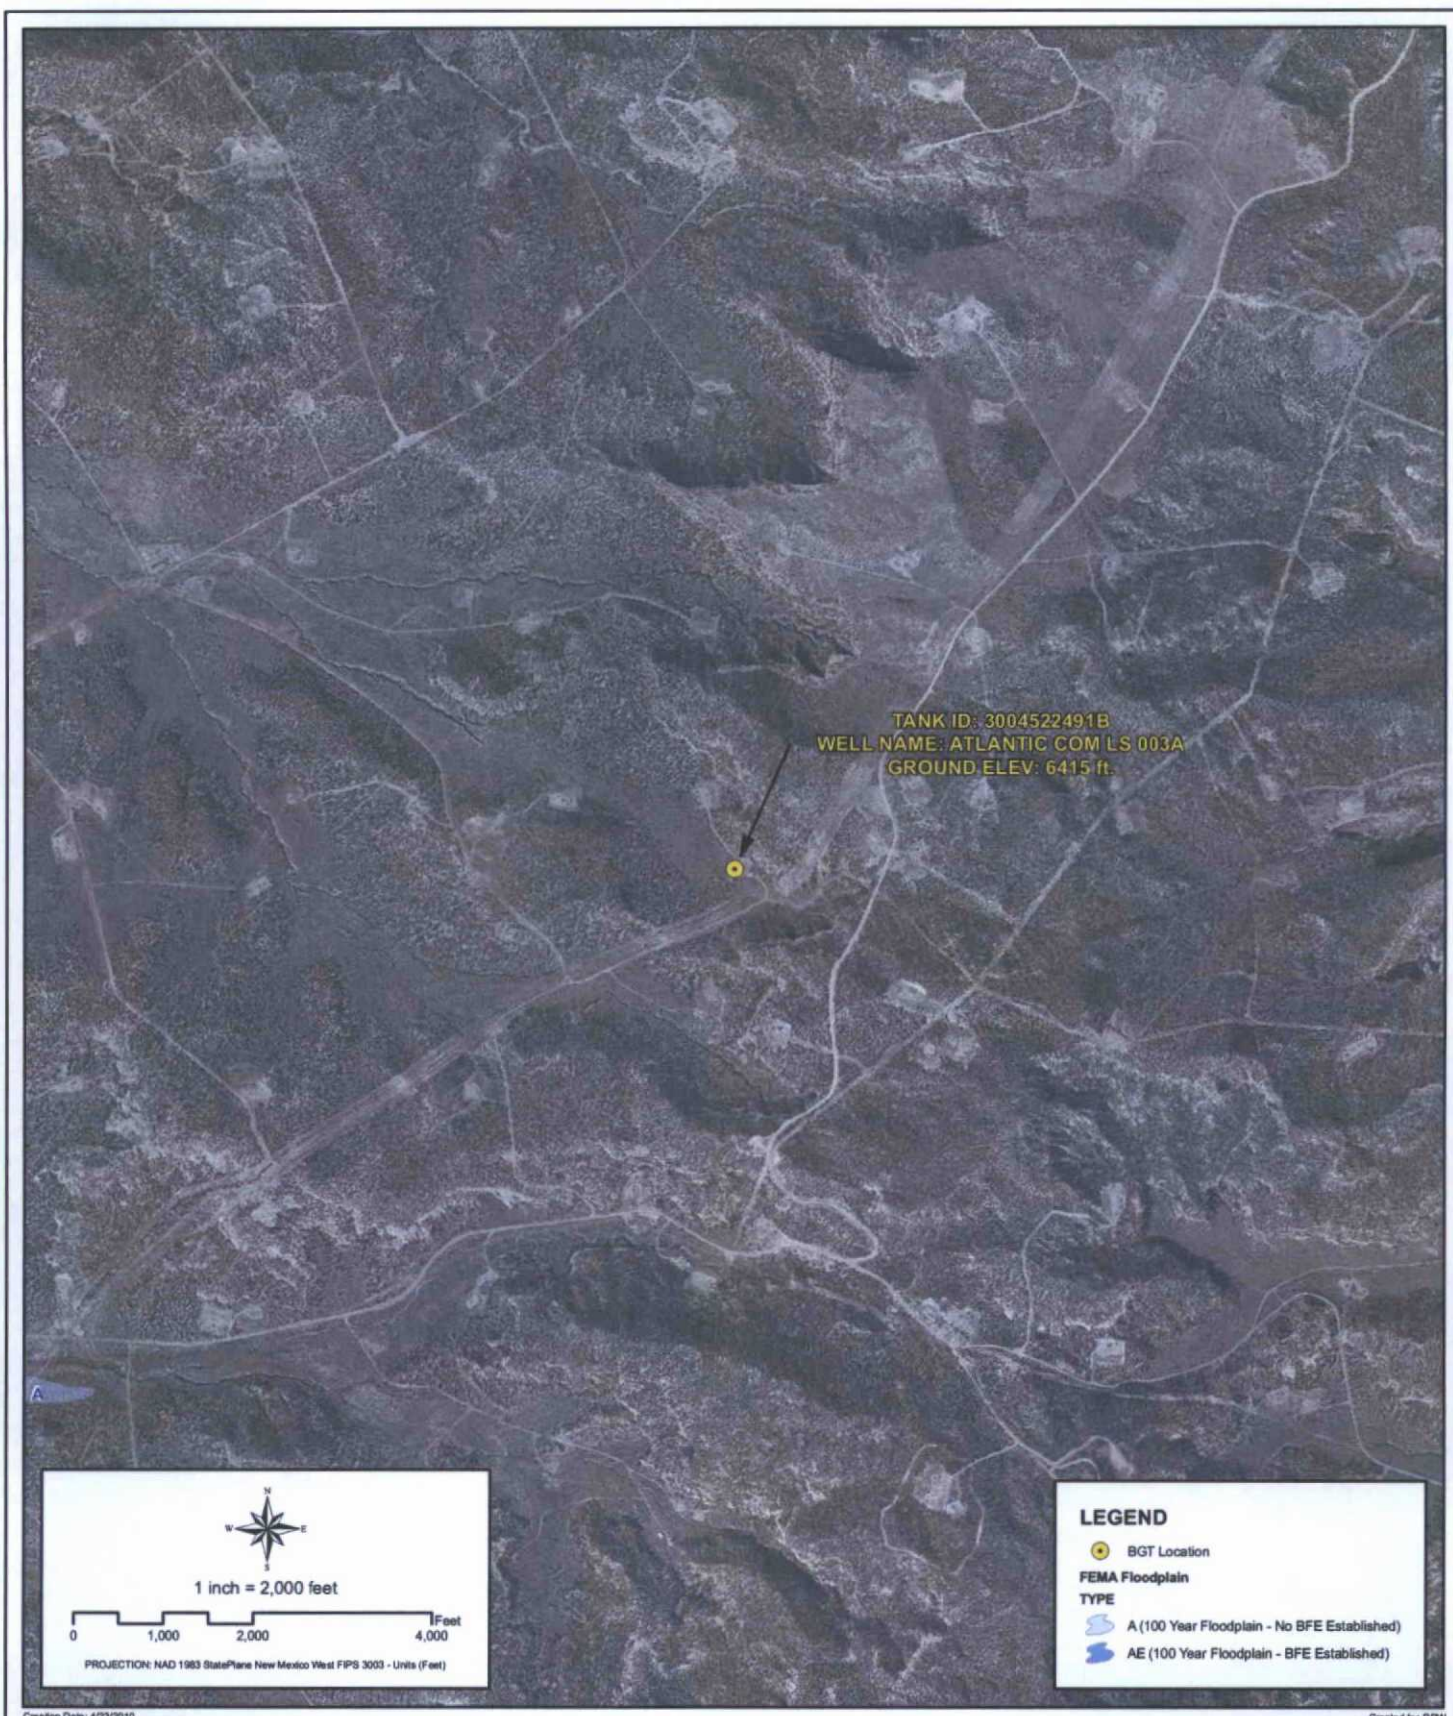 TANK ID: 3004522491B
WELL NAME: ATLANTIC COM LS 003A
GROUND ELEV: 6415 ft.
A
N
W E
S
1 inch = 2,000 feet
Feet
0 1,000 2,000 4,000
PROJECTION: NAD 1983 StatePlane New Mexico West FIPS 3003 - Units (Feet)
LEGEND
BGT Location
FEMA Floodplain
TYPE
A (100 Year Floodplain - No BFE Established)
AE (100 Year Floodplain - BFE Established)